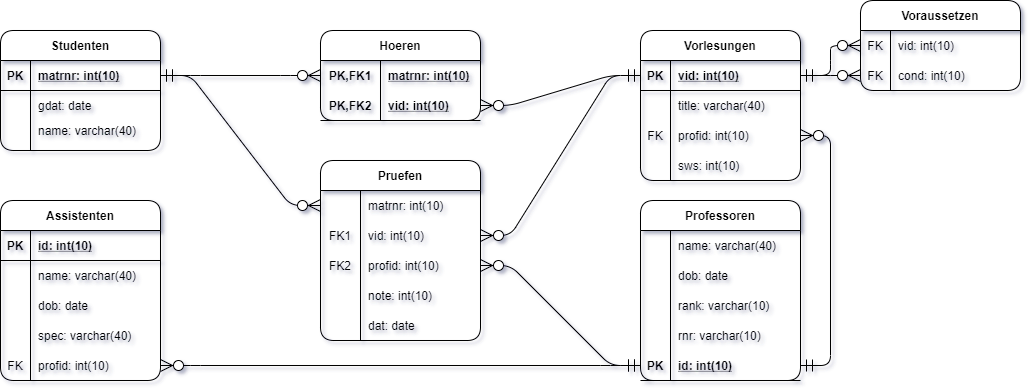 Studenten
PK matrnr: int(10)
gdat: date
name: varchar(40)
Hoeren
PK,FK1 matrnr: int(10)
PK,FK2 vid: int(10)
Vorlesungen
PK vid: int(10)
title: varchar(40)
FK profid: int(10)
sws: int(10)
Voraussetzen
FK vid: int(10)
FK cond: int(10)
Assistenten
PK id: int(10)
name: varchar(40)
dob: date
spec: varchar(40)
FK profid: int(10)
Pruefen
matrnr: int(10)
FK1 vid: int(10)
FK2 profid: int(10)
note: int(10)
dat: date
Professoren
name: varchar(40)
dob: date
rank: varchar(10)
rnr: varchar(10)
PK id: int(10)